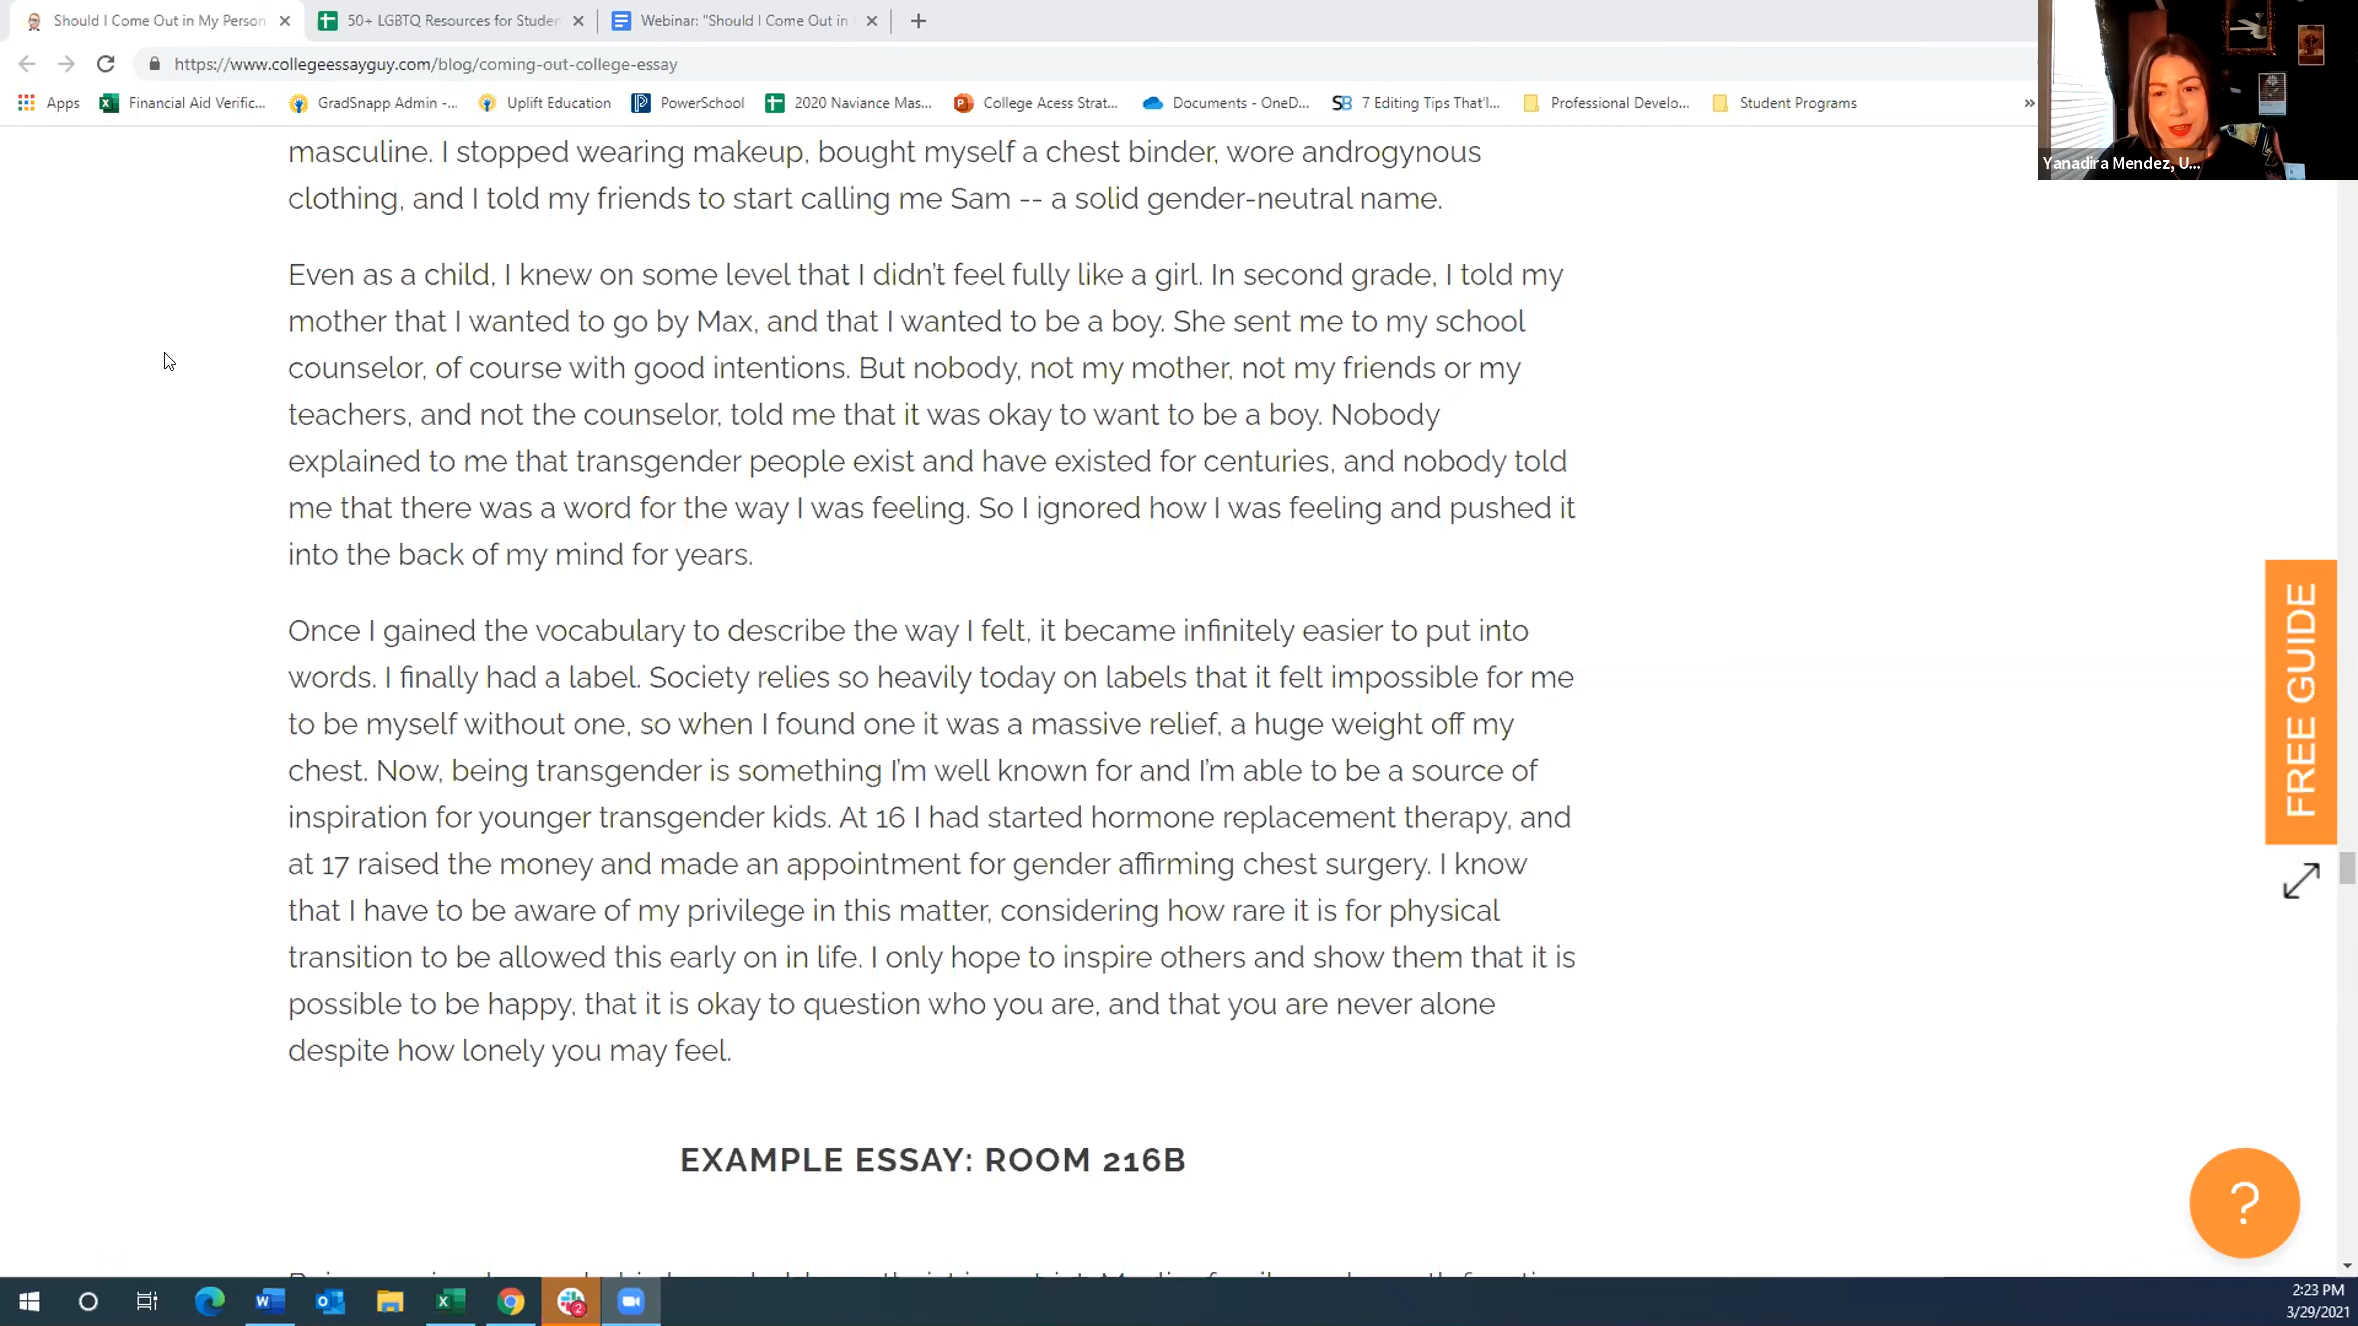 Should I Come Out in My Person
50+ LGBTQ Resources for Studen
Webinar: "Should I Come Out in
https://www.collegeessayguy.com/blog/coming-out-college-essay
Apps
Financial Aid Verific...
GradSnapp Admin -...
Uplift Education
PowerSchool
2020 Naviance Mas...
College Acess Strat...
Documents - OneD...
7 Editing Tips That'l...
Professional Develo...
Student Programs
»
Yanadira Mendez, U...
masculine. I stopped wearing makeup, bought myself a chest binder, wore androgynous
clothing, and I told my friends to start calling me Sam -- a solid gender-neutral name.
Even as a child, I knew on some level that I didn't feel fully like a girl. In second grade, I told my
mother that I wanted to go by Max, and that I wanted to be a boy. She sent me to my school
counselor, of course with good intentions. But nobody, not my mother, not my friends or my
teachers, and not the counselor, told me that it was okay to want to be a boy. Nobody
explained to me that transgender people exist and have existed for centuries, and nobody told
me that there was a word for the way I was feeling. So I ignored how I was feeling and pushed it
into the back of my mind for years.
Once I gained the vocabulary to describe the way I felt, it became infinitely easier to put into
words. I finally had a label. Society relies so heavily today on labels that it felt impossible for me
to be myself without one, so when I found one it was a massive relief, a huge weight off my
chest. Now, being transgender is something I'm well known for and I'm able to be a source of
inspiration for younger transgender kids. At 16 I had started hormone replacement therapy, and
at 17 raised the money and made an appointment for gender affirming chest surgery. I know
that I have to be aware of my privilege in this matter, considering how rare it is for physical
transition to be allowed this early on in life. I only hope to inspire others and show them that it is
possible to be happy, that it is okay to question who you are, and that you are never alone
despite how lonely you may feel.
FREE GUIDE
EXAMPLE ESSAY: ROOM 216B
?
2:23 PM
3/29/2021